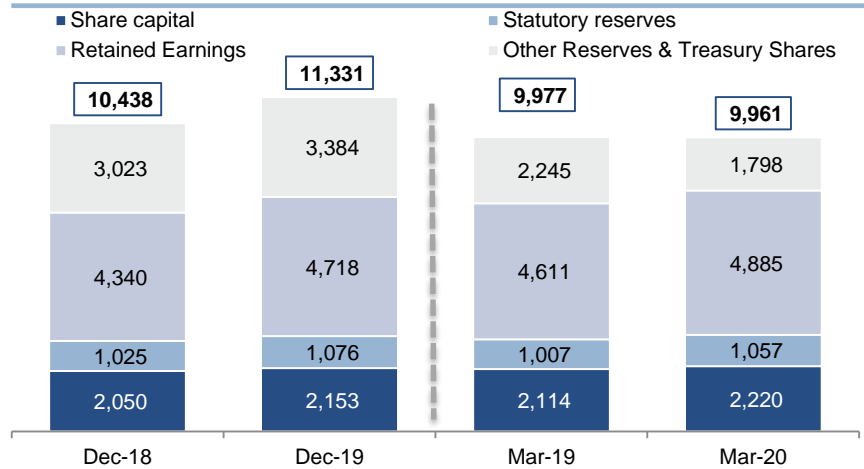 Share capital
Statutory reserves
Retained Earnings
Other Reserves & Treasury Shares
10,438
11,331
9,977
9,961
3,023
3,384
2,245
1,798
4,340
4,718
4,611
4,885
1,025
1,076
1,007
1,057
2,050
2,153
2,114
2,220
Dec-18
Dec-19
Mar-19
Mar-20